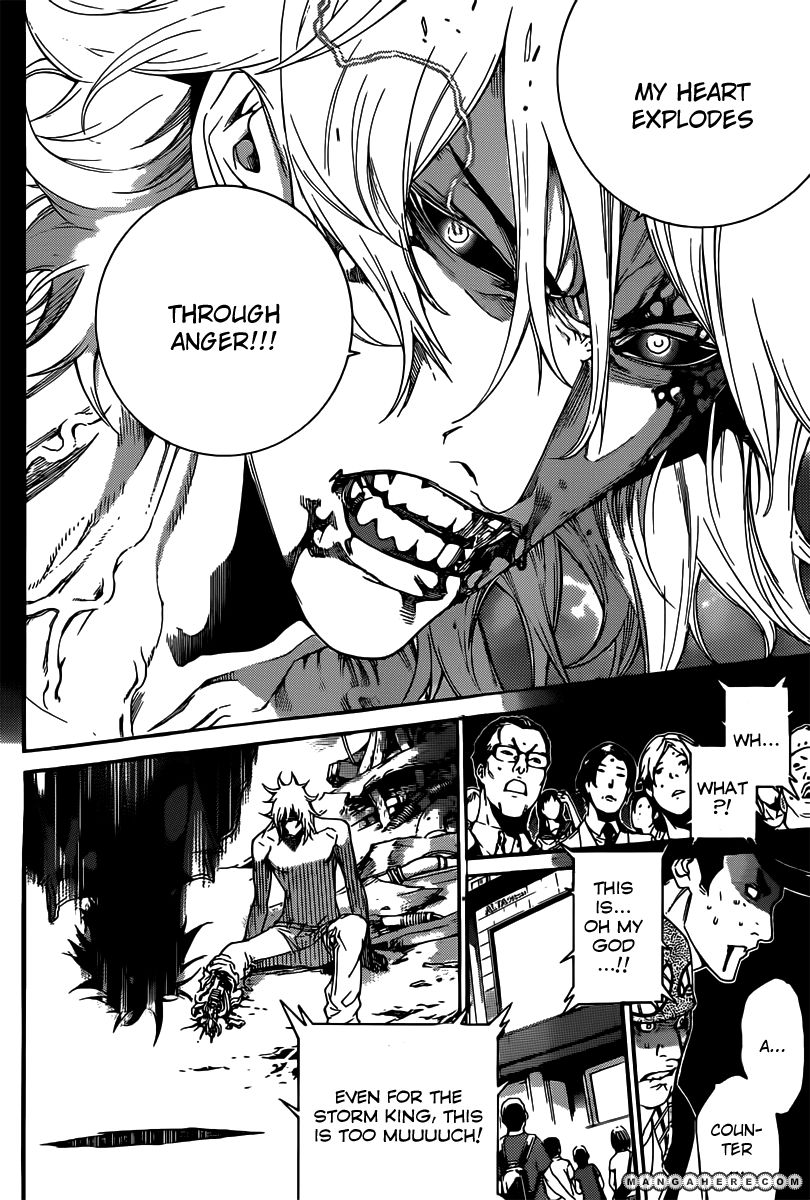 MY HEART
EXPLODES
THROUGH
ANGER!!!
WH...
WHAT
?!
THIS
IS...
OH MY
GOD
...!!
ALTA
A...
COUN-
TER
EVEN FOR THE
STORM KING, THIS
IS TOO MUUUUCH!
MANGAHERE.COM